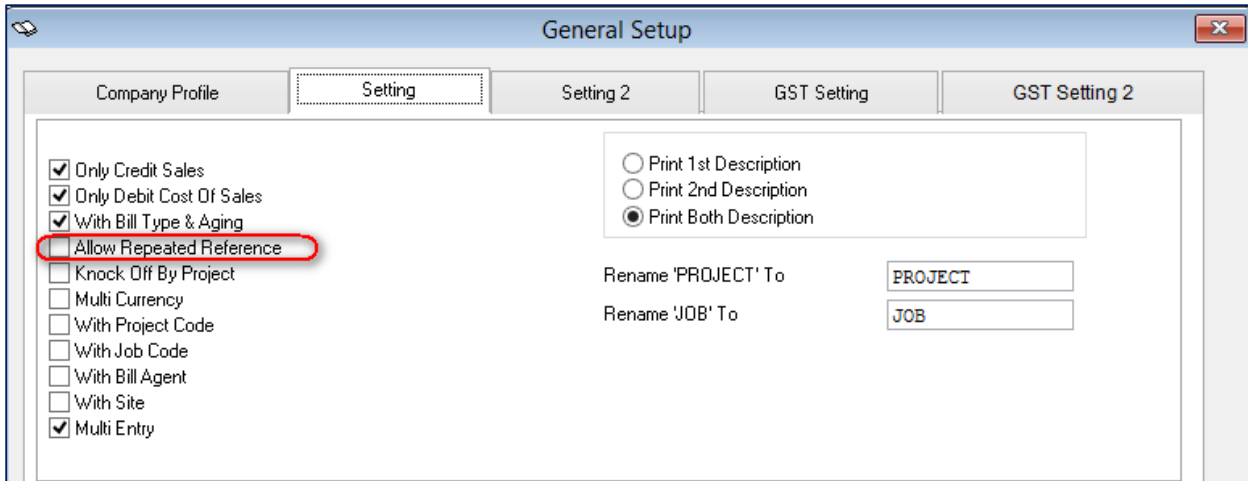 General Setup
Company Profile
Setting
Setting 2
GST Setting
GST Setting 2
Only Credit Sales
Only Debit Cost Of Sales
With Bill Type & Aging
Allow Repeated Reference
Knock Off By Project
Multi Currency
With Project Code
With Job Code
With Bill Agent
With Site
Multi Entry
Print 1st Description
Print 2nd Description
Print Both Description
Rename 'PROJECT' To
PROJECT
Rename 'JOB' To
JOB